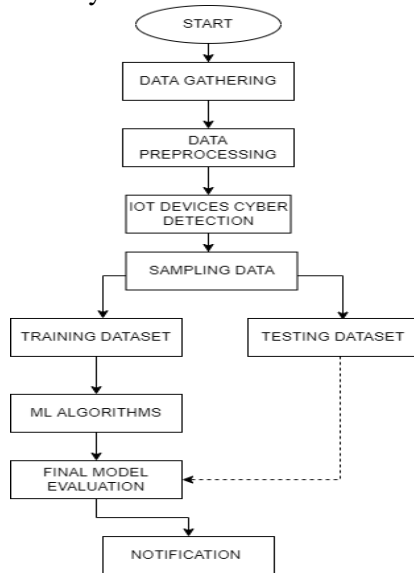 START
DATA GATHERING
DATA
PREPROCESSING
IOT DEVICES CYBER
DETECTION
SAMPLING DATA
TRAINING DATASET
TESTING DATASET
ML ALGORITHMS
FINAL MODEL
EVALUATION
NOTIFICATION